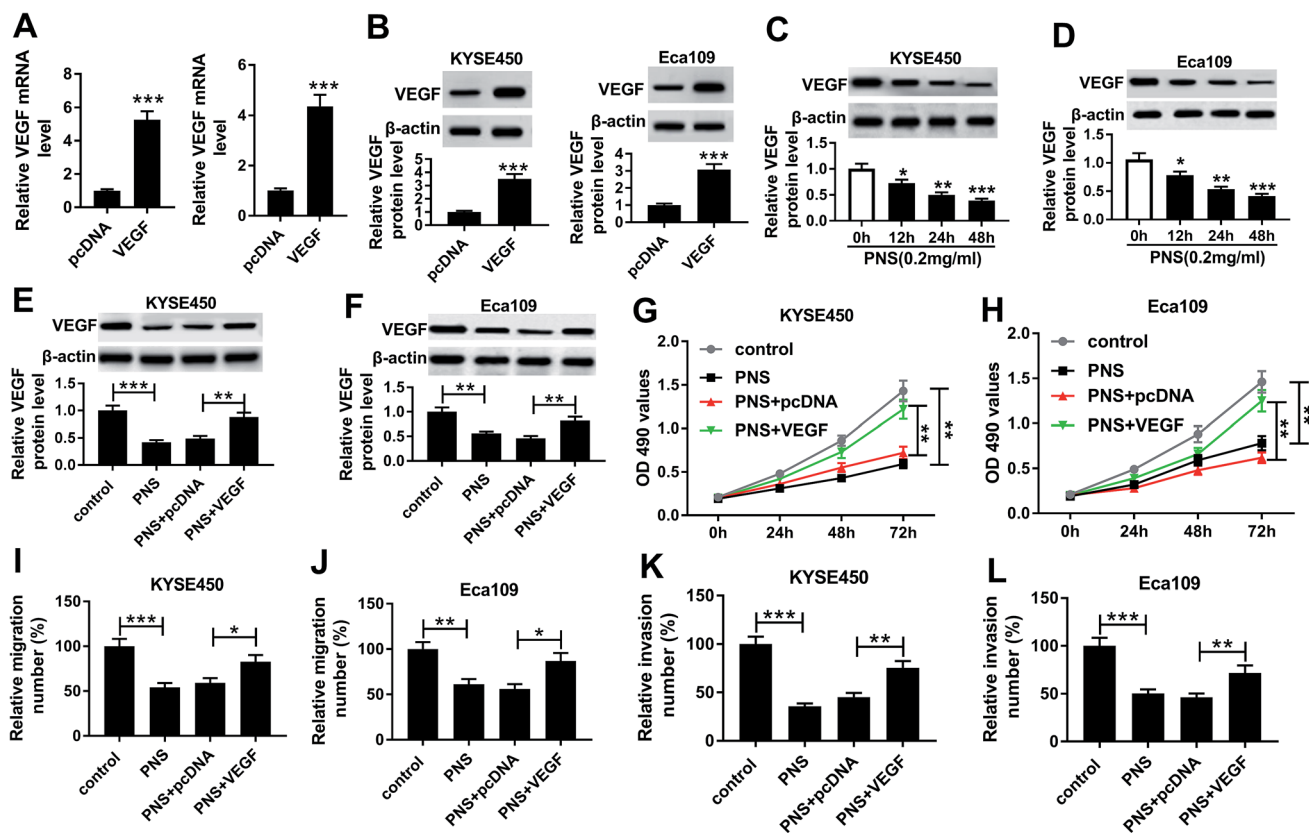 A
Relative VEGF mRNA
level
8
6
4
2
0
***
pcDNA
VEGF
Relative VEGF mRNA
level
6
4
2
0
***
pcDNA
VEGF
B
KYSE450
VEGF
β-actin
Relative VEGF
protein level
5
4
3
2
1
0
***
pcDNA
VEGF
Eca109
VEGF
β-actin
Relative VEGF
protein level
4
3
2
1
0
***
pcDNA
VEGF
C
KYSE450
VEGF
β-actin
Relative VEGF
protein level
1.5
1.0
0.5
0.0
*
**
***
0h 12h 24h 48h
PNS(0.2mg/ml)
D
Eca109
VEGF
β-actin
Relative VEGF
protein level
1.5
1.0
0.5
0.0
*
**
***
0h 12h 24h 48h
PNS(0.2mg/ml)
E
KYSE450
VEGF
β-actin
Relative VEGF
protein level
1.5
1.0
0.5
0.0
***
**
control
PNS
PNS+pcDNA
PNS+VEGF
F
Eca109
VEGF
β-actin
Relative VEGF
protein level
1.5
1.0
0.5
0.0
**
**
control
PNS
PNS+pcDNA
PNS+VEGF
G
KYSE450
OD 490 values
2.0
1.5
1.0
0.5
0.0
control
PNS
PNS+pcDNA
PNS+VEGF
**
**
0h 24h 48h 72h
H
Eca109
OD 490 values
2.0
1.5
1.0
0.5
0.0
control
PNS
PNS+pcDNA
PNS+VEGF
**
**
0h 24h 48h 72h
I
KYSE450
Relative migration
number (%)
150
100
50
0
***
*
control
PNS
PNS+pcDNA
PNS+VEGF
J
Eca109
Relative migration
number (%)
150
100
50
0
**
*
control
PNS
PNS+pcDNA
PNS+VEGF
K
KYSE450
Relative invasion
number (%)
150
100
50
0
***
**
control
PNS
PNS+pcDNA
PNS+VEGF
L
Eca109
Relative invasion
number (%)
150
100
50
0
***
**
control
PNS
PNS+pcDNA
PNS+VEGF